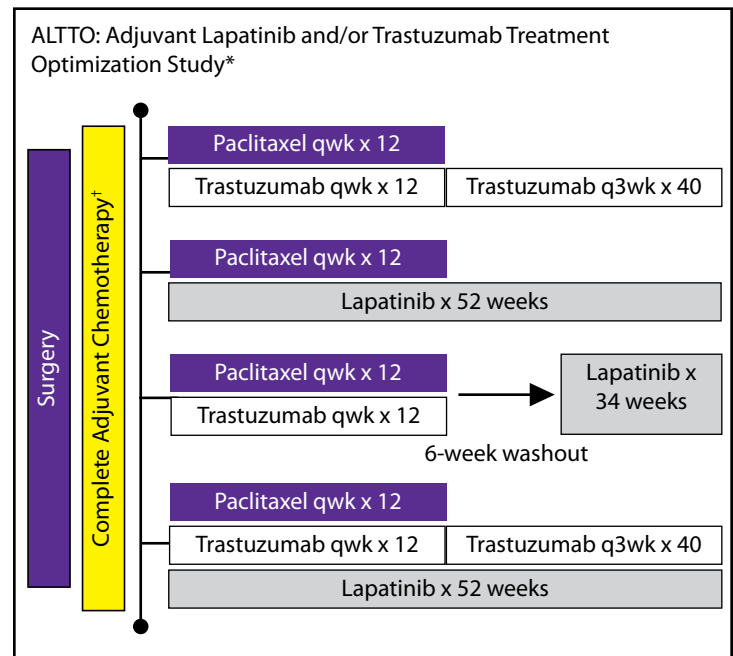 ALTTO: Adjuvant Lapatinib and/or Trastuzumab Treatment
Optimization Study*
Surgery
Complete Adjuvant Chemotherapy†
Paclitaxel qwk x 12
Trastuzumab qwk x 12
Trastuzumab q3wk x 40
Paclitaxel qwk x 12
Lapatinib x 52 weeks
Paclitaxel qwk x 12
Trastuzumab qwk x 12
6-week washout
Lapatinib x
34 weeks
Paclitaxel qwk x 12
Trastuzumab qwk x 12
Trastuzumab q3wk x 40
Lapatinib x 52 weeks